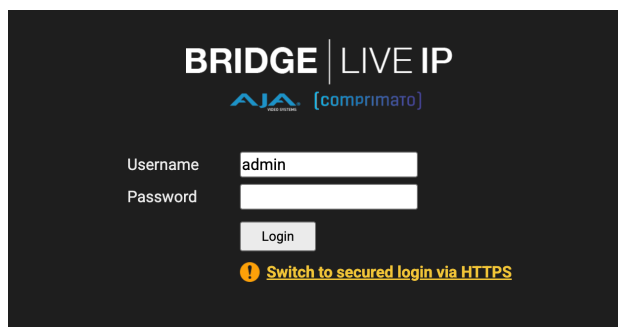 BRIDGE | LIVE IP
AJA VIDEO SYSTEMS [comprimato]
Username admin
Password
Login
! Switch to secured login via HTTPS